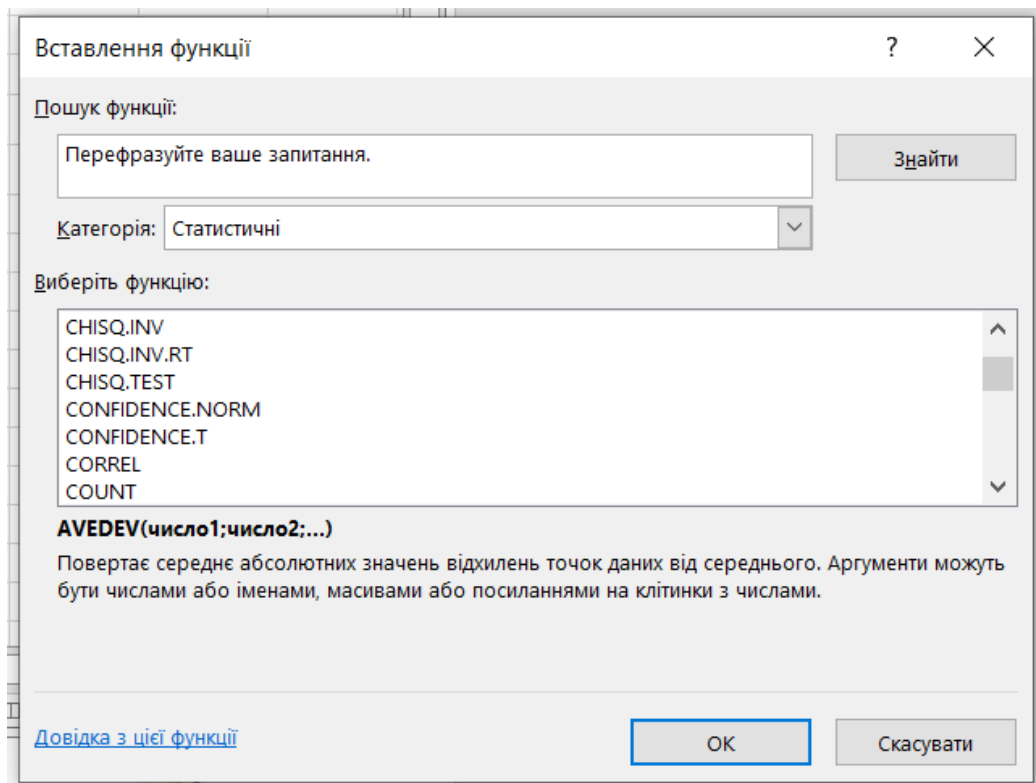 Вставлення функції
?
Пошук функції:
Перефразуйте ваше запитання.
Знайти
Категорія: Статистичні
Виберіть функцію:
CHISQ.INV
CHISQ.INV.RT
CHISQ.TEST
CONFIDENCE.NORM
CONFIDENCE.T
CORREL
COUNT
AVEDEV(число1;число2;...)
Повертає середнє абсолютних значень відхилень точок даних від середнього. Аргументи можуть
бути числами або іменами, масивами або посиланнями на клітинки з числами.
Довідка з цієї функції
ОК
Скасувати